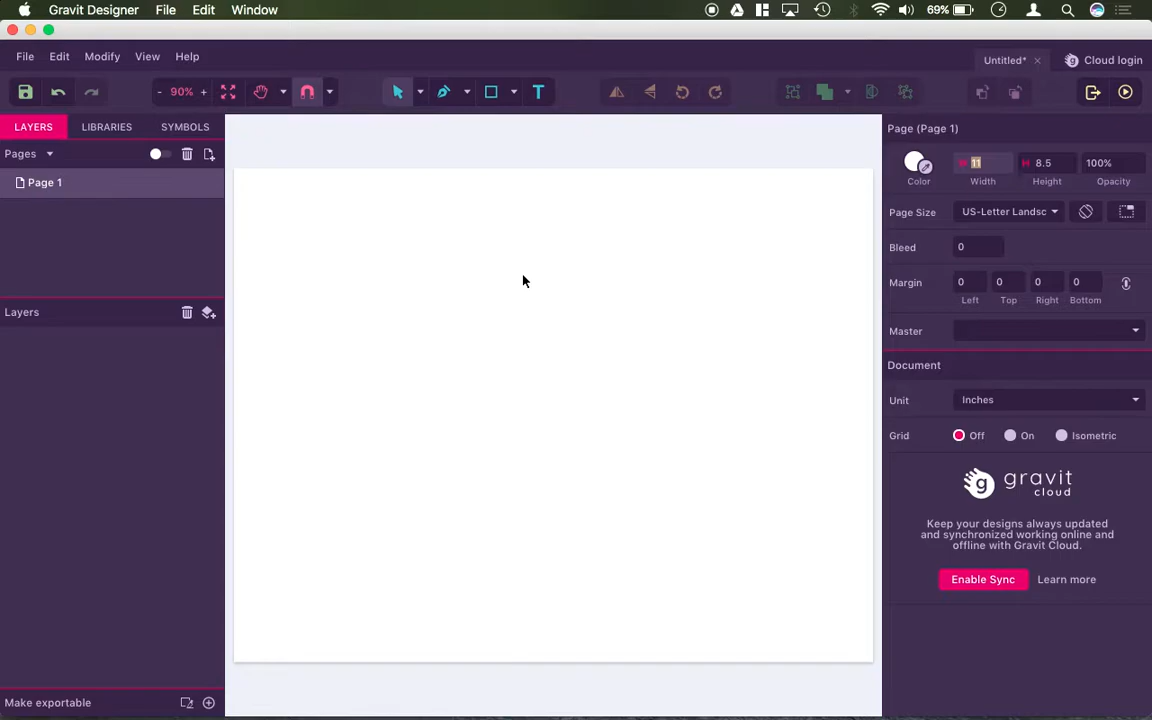 Gravit Designer File Edit Window 69%
File Edit Modify View Help Untitled* Cloud login
- 90% + T
LAYERS LIBRARIES SYMBOLS
Pages
Page 1
Layers
Make exportable
Page (Page 1)
W 11 H 8.5 100%
Color Width Height Opacity
Page Size US-Letter Landsc
Bleed 0
Margin 0 0 0 0
Left Top Right Bottom
Master
Document
Unit Inches
Grid Off On Isometric
g gravit
cloud
Keep your designs always updated
and synchronized working online and
offline with Gravit Cloud.
Enable Sync Learn more